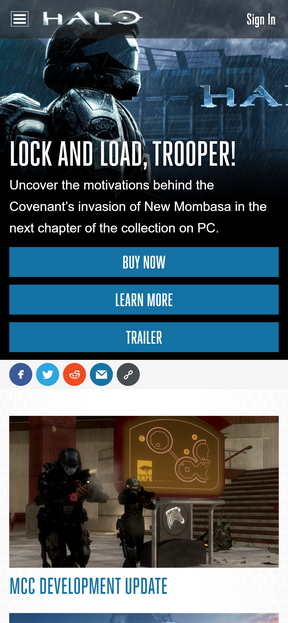 HALO
Sign In
HA
LOCK AND LOAD, TROOPER!
Uncover the motivations behind the
Covenant's invasion of New Mombasa in the
next chapter of the collection on PC.
BUY NOW
LEARN MORE
TRAILER
MCC DEVELOPMENT UPDATE